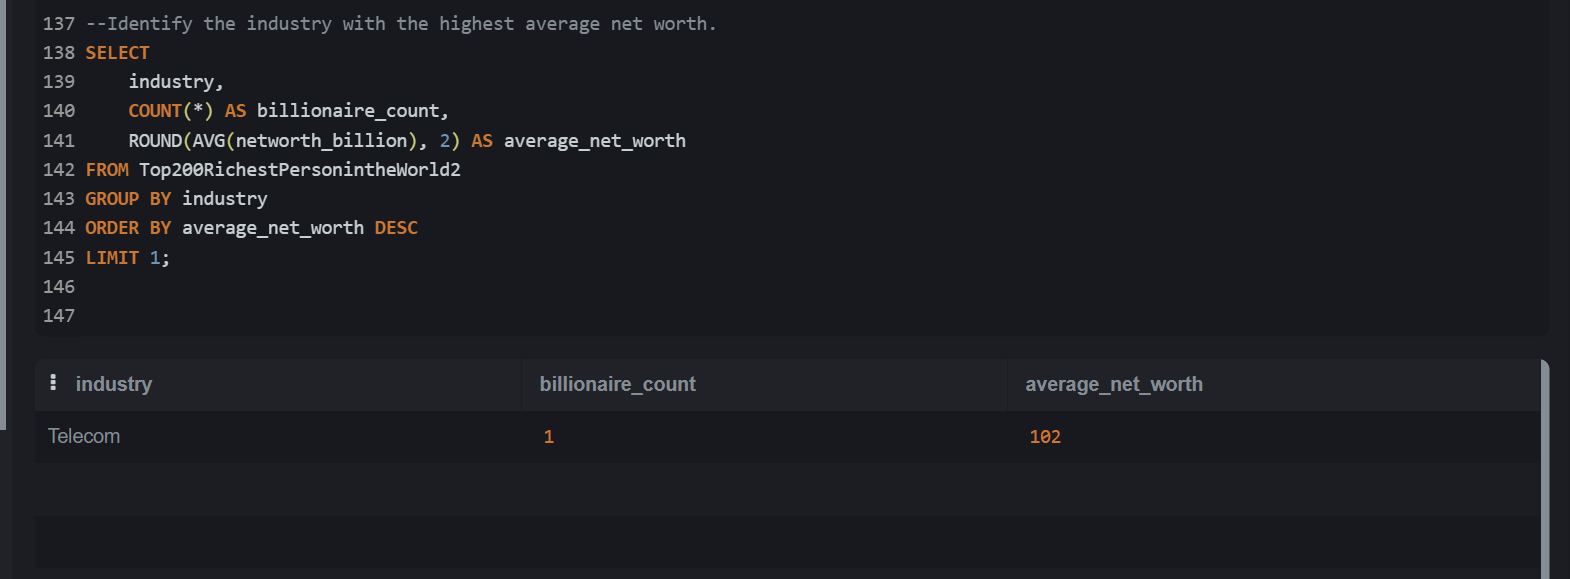 137 --Identify the industry with the highest average net worth.
138 SELECT
139     industry,
140     COUNT(*) AS billionaire_count,
141     ROUND(AVG(networth_billion), 2) AS average_net_worth
142 FROM Top200RichestPersonintheWorld2
143 GROUP BY industry
144 ORDER BY average_net_worth DESC
145 LIMIT 1;
146
147
industry billionaire_count average_net_worth
Telecom 1 102